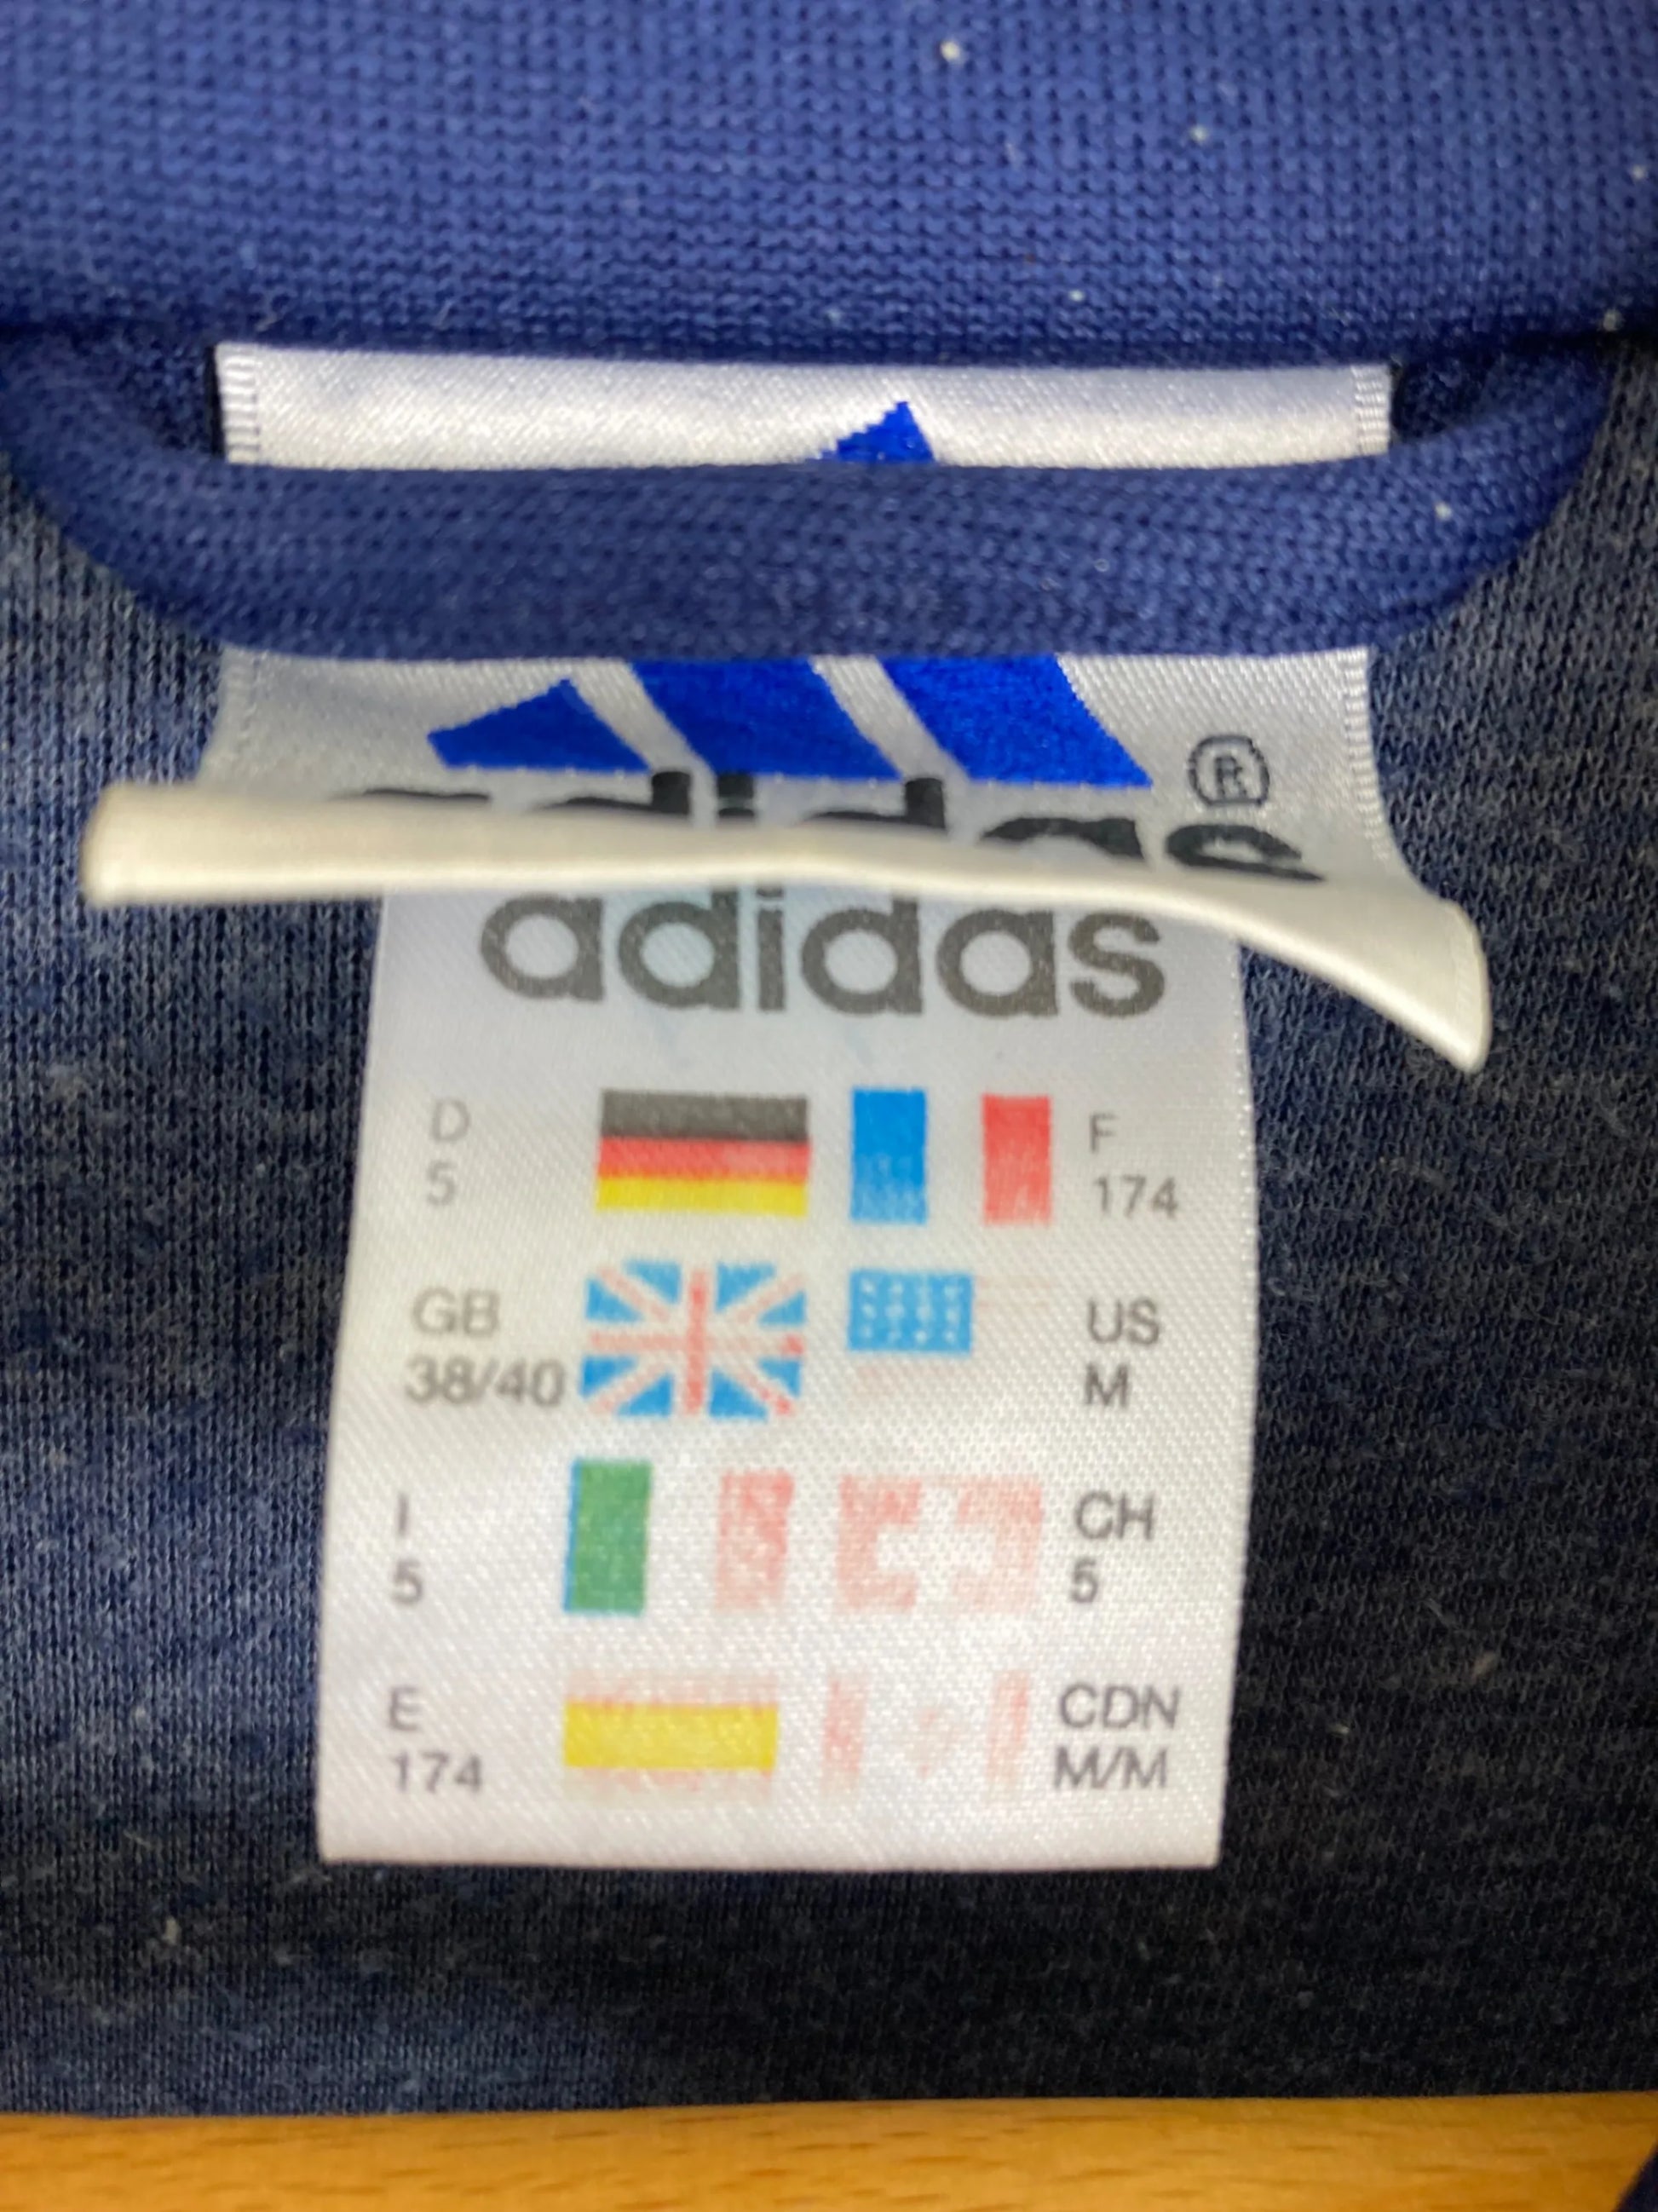 adidas ®
adidas
D
5
F
174
GB
38/40
US
M
I
5
CH
5
E
174
CDN
M/M